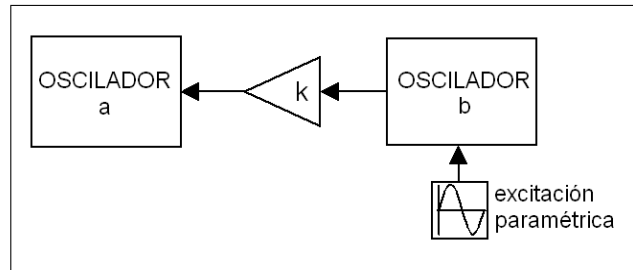 OSCILADOR
a
k
OSCILADOR
b
excitación
paramétrica